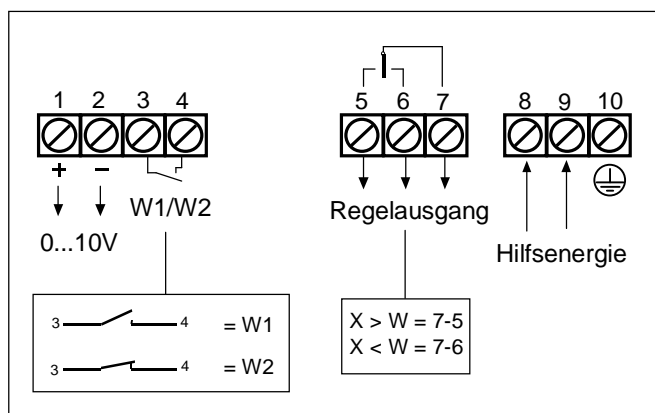 1 2 3 4
5 6 7
8 9 10
+ −
W1/W2
0...10V
Regelausgang
Hilfsenergie
3 4 = W1
3 4 = W2
X > W = 7-5
X < W = 7-6